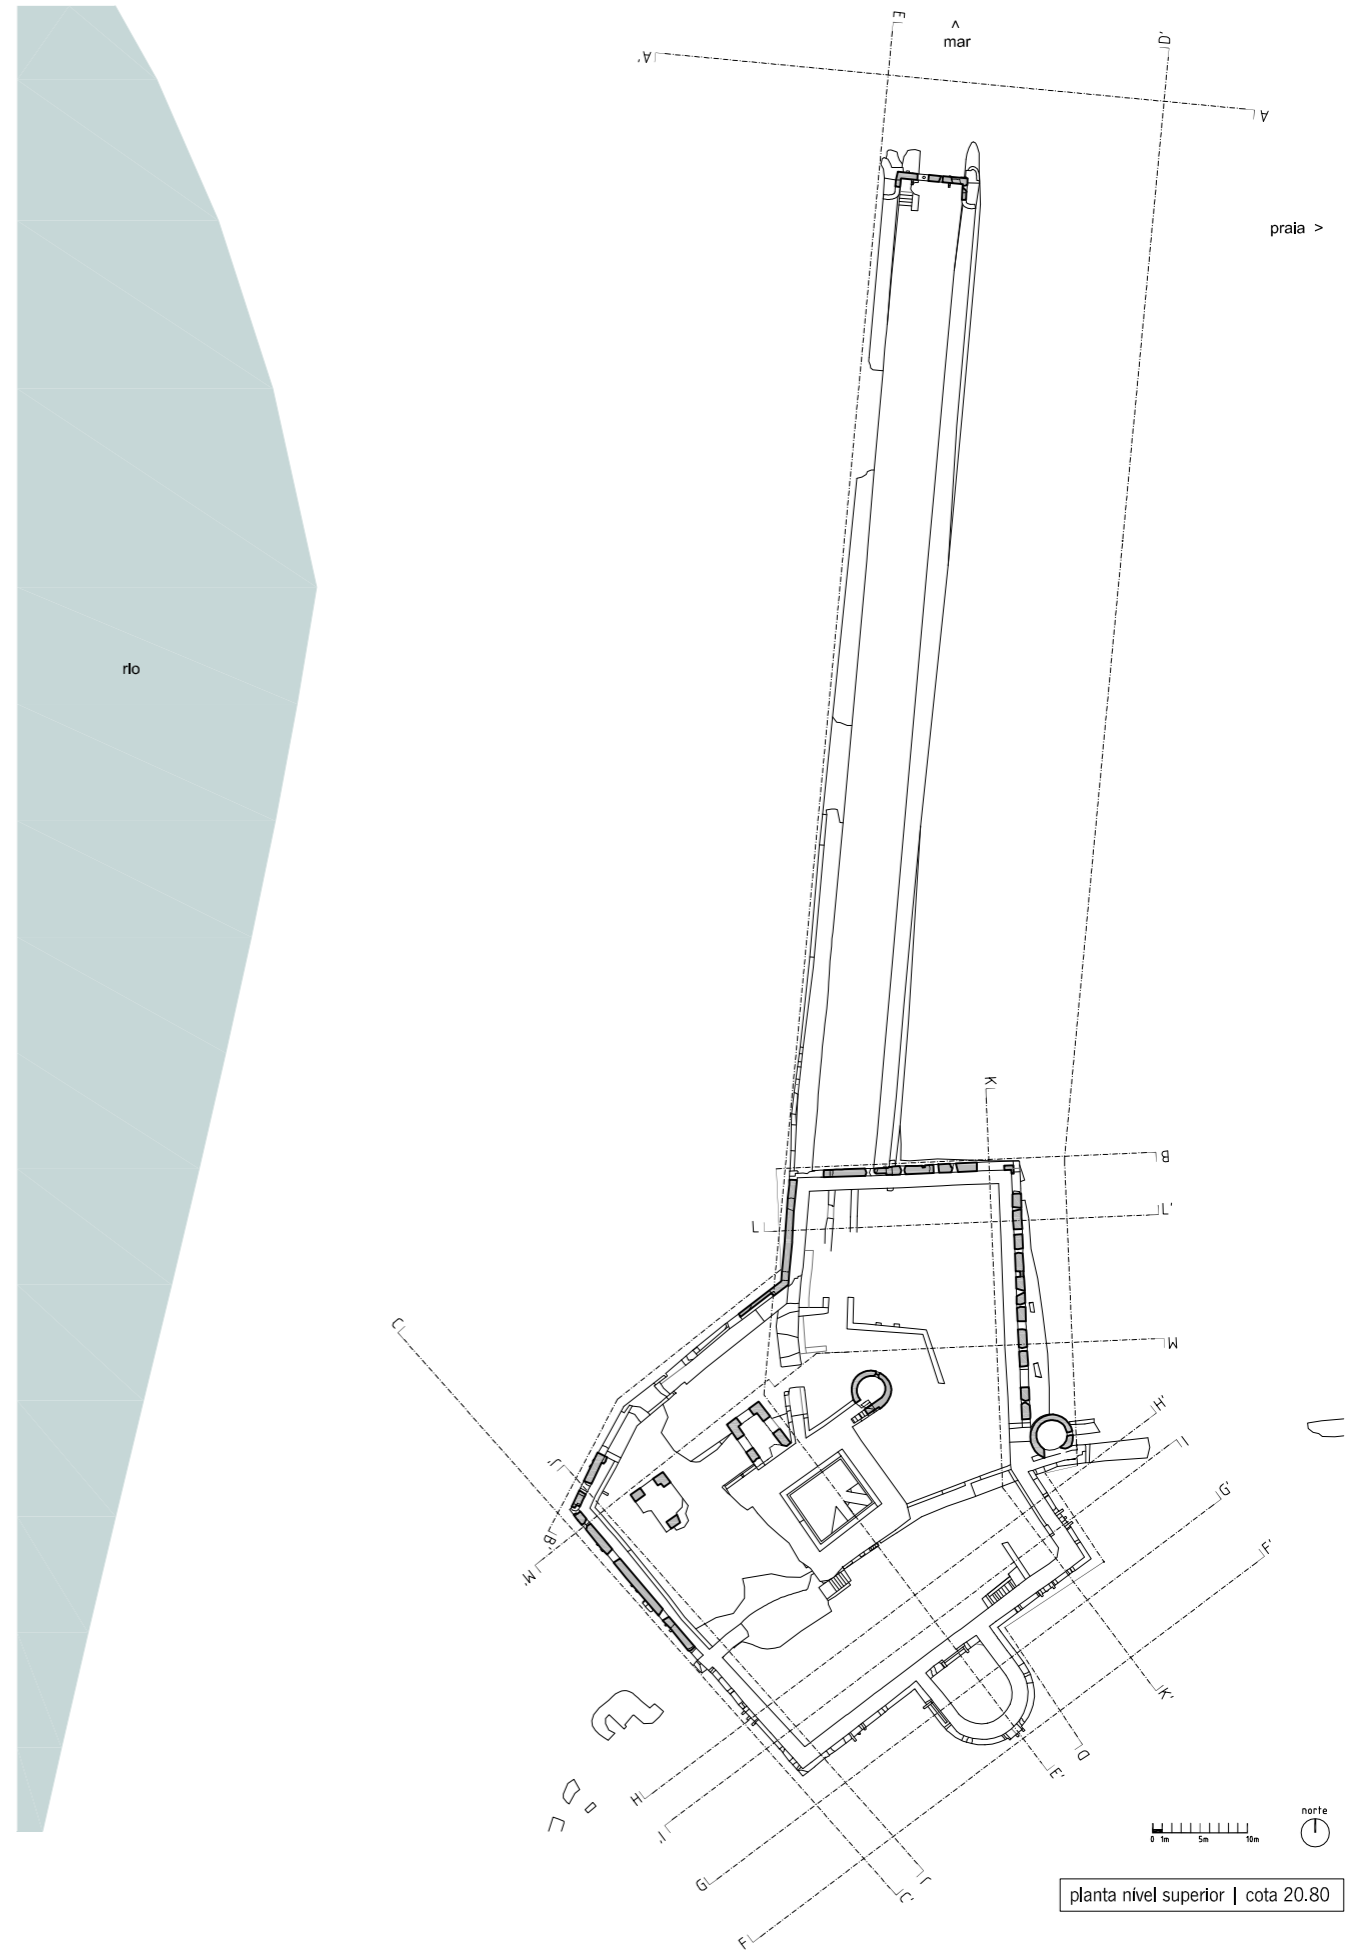 E
^
mar
D'
A'
A
praia >
rio
K
B
L
L'
C
M
H'
J'
I
B'
M'
G'
F'
K'
D
E'
H
I'
G
J
C'
F
norte
0 1m 5m 10m
planta nível superior | cota 20.80